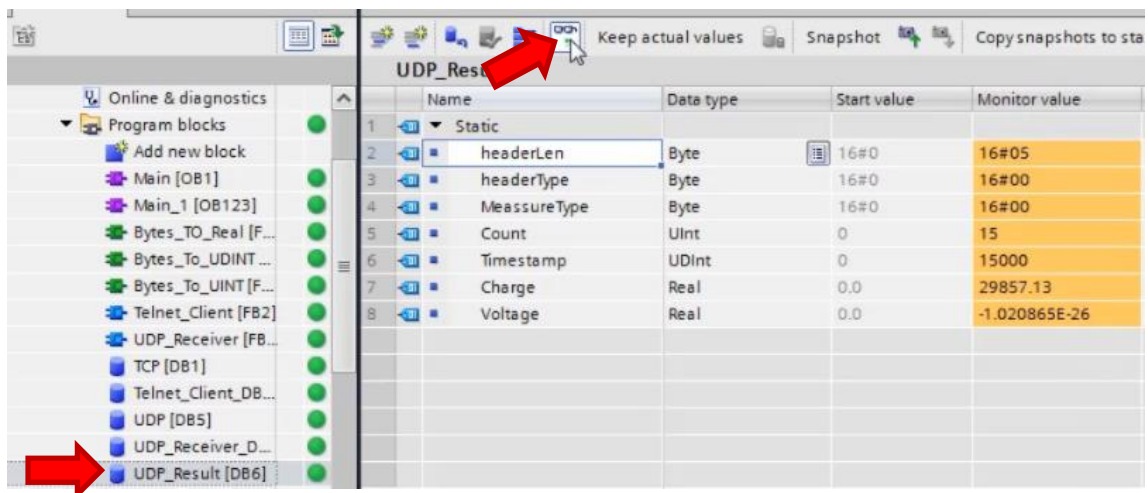 Keep actual values Snapshot Copy snapshots to sta
UDP_Res
Name Data type Start value Monitor value
1 Static
2 headerLen Byte 16#0 16#05
3 headerType Byte 16#0 16#00
4 MeassureType Byte 16#0 16#00
5 Count UInt 0 15
6 Timestamp UDInt 0 15000
7 Charge Real 0.0 29857.13
8 Voltage Real 0.0 -1.020865E-26
Online & diagnostics
Program blocks
Add new block
Main [OB1]
Main_1 [OB123]
Bytes_TO_Real [F...
Bytes_To_UDINT ...
Bytes_To_UINT [F...
Telnet_Client [FB2]
UDP_Receiver [FB...
TCP [DB1]
Telnet_Client_DB...
UDP [DB5]
UDP_Receiver_D...
UDP_Result [DB6]